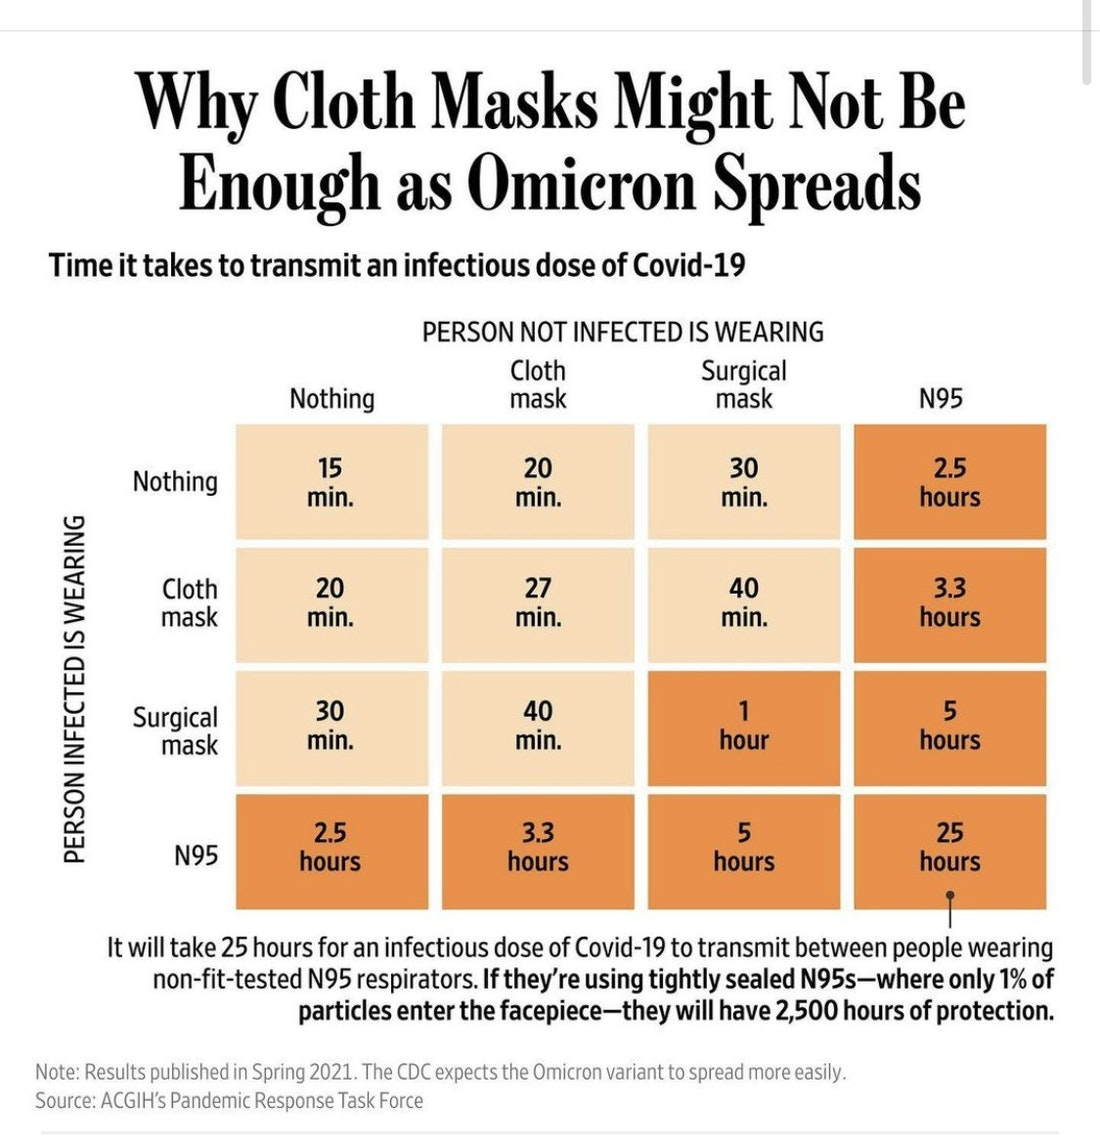 Why Cloth Masks Might Not Be
Enough as Omicron Spreads
Time it takes to transmit an infectious dose of Covid-19
PERSON NOT INFECTED IS WEARING
Nothing
Cloth
mask
Surgical
mask
N95
PERSON INFECTED IS WEARING
Nothing
15
min.
20
min.
30
min.
2.5
hours
Cloth
mask
20
min.
27
min.
40
min.
3.3
hours
Surgical
mask
30
min.
40
min.
1
hour
5
hours
N95
2.5
hours
3.3
hours
5
hours
25
hours
It will take 25 hours for an infectious dose of Covid-19 to transmit between people wearing
non-fit-tested N95 respirators. If they're using tightly sealed N95s—where only 1% of
particles enter the facepiece—they will have 2,500 hours of protection.
Note: Results published in Spring 2021. The CDC expects the Omicron variant to spread more easily.
Source: ACGIH's Pandemic Response Task Force